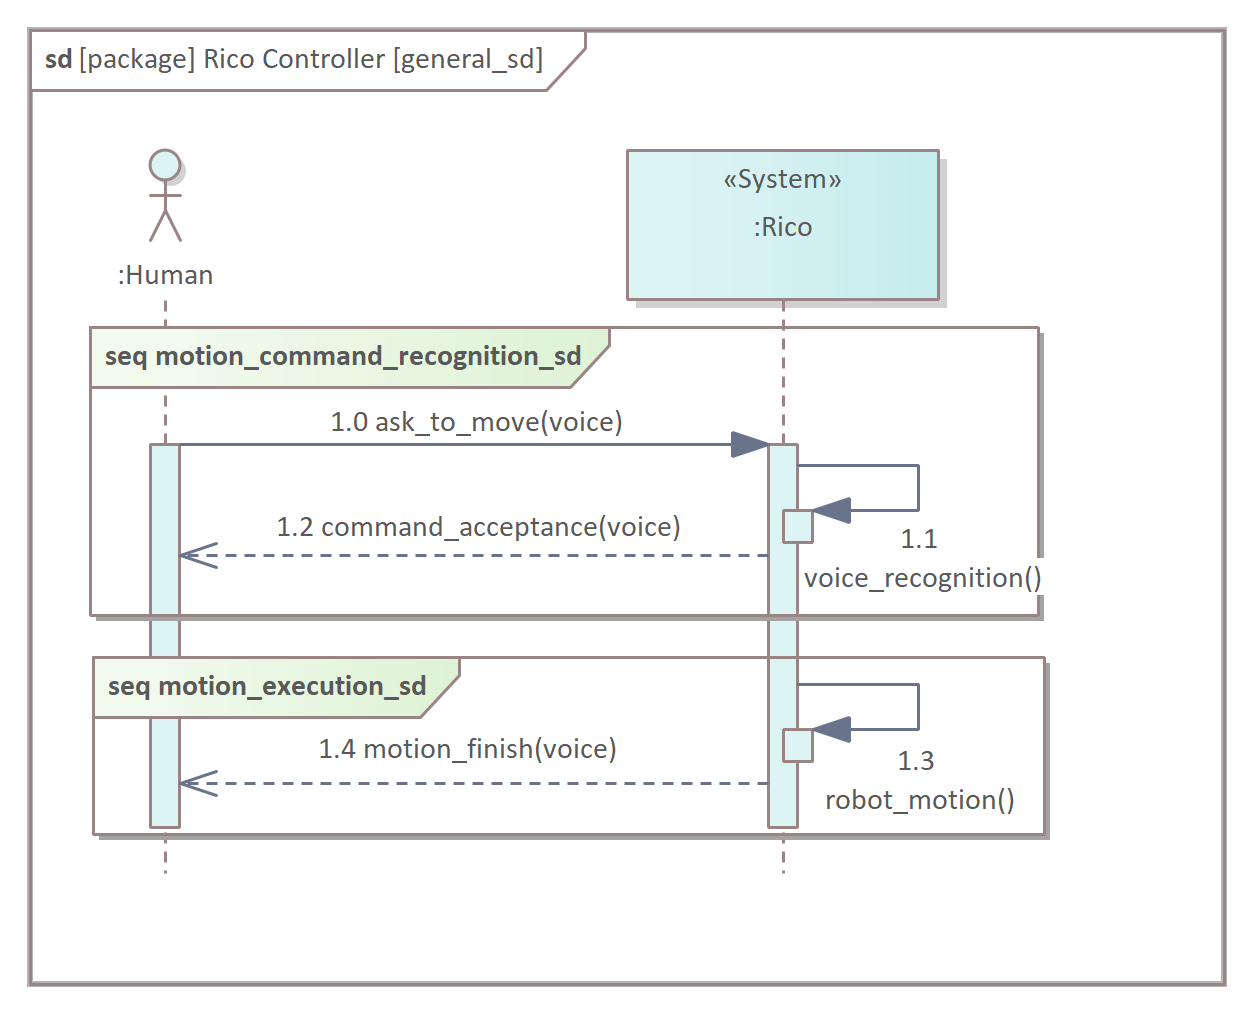 sd [package] Rico Controller [general_sd]
«System»
:Rico
:Human
seq motion_command_recognition_sd
1.0 ask_to_move(voice)
1.2 command_acceptance(voice)
1.1
voice_recognition()
seq motion_execution_sd
1.4 motion_finish(voice)
1.3
robot_motion()